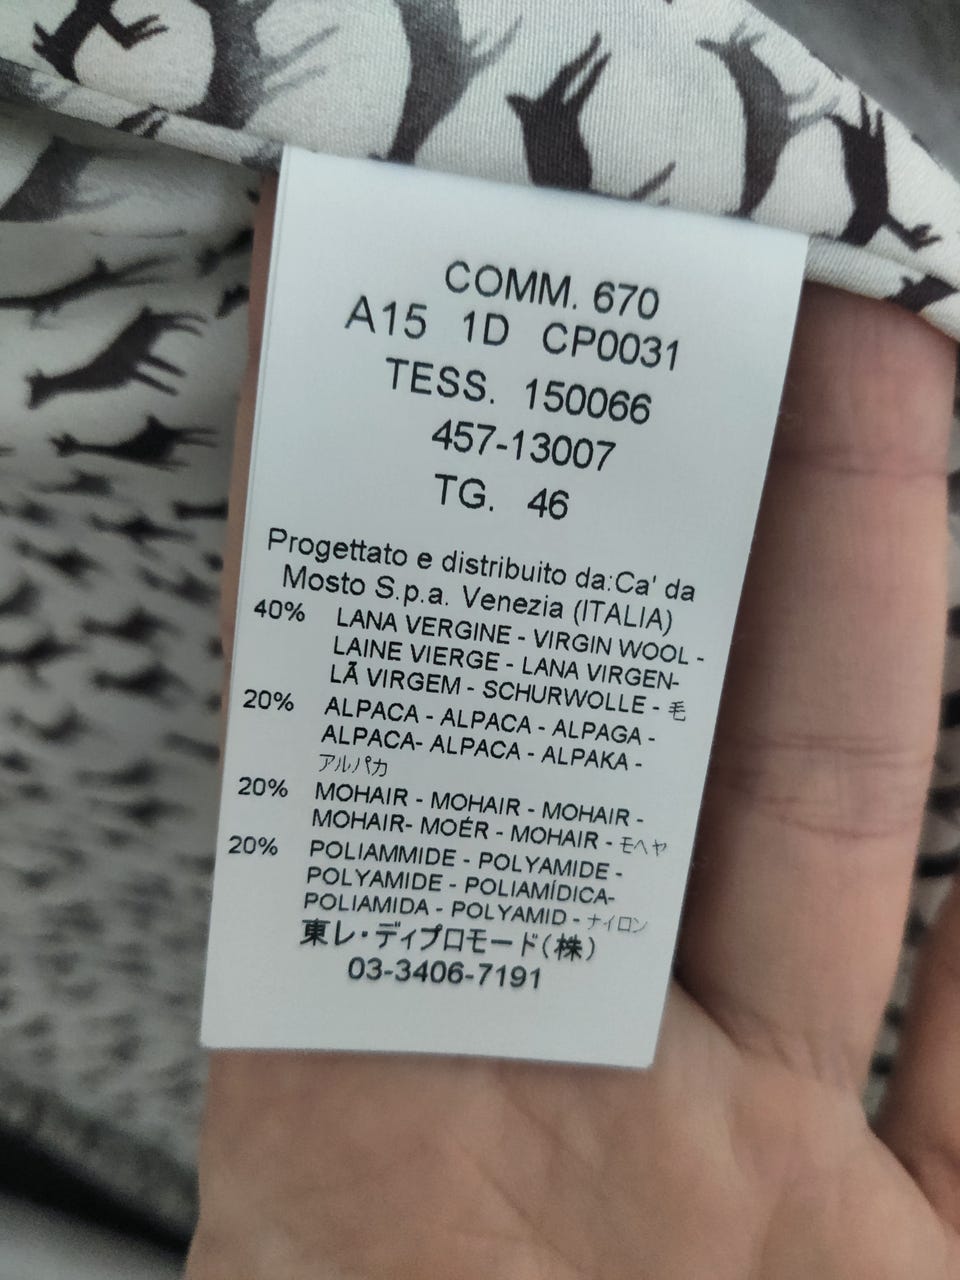 COMM. 670
A15 1D CP0031
TESS. 150066
457-13007
TG. 46
Progettato e distribuito da:Ca' da
Mosto S.p.a. Venezia (ITALIA)
40% LANA VERGINE - VIRGIN WOOL -
LAINE VIERGE - LANA VIRGEN-
LÃ VIRGEM - SCHURWOLLE - 毛
20% ALPACA - ALPACA - ALPAGA -
ALPACA- ALPACA - ALPAKA -
アルパカ
20% MOHAIR - MOHAIR - MOHAIR -
MOHAIR- MOÉR - MOHAIR - モヘヤ
20% POLIAMMIDE - POLYAMIDE -
POLYAMIDE - POLIAMÍDICA-
POLIAMIDA - POLYAMID - ナイロン
東レ・ディプロモード(株)
03-3406-7191